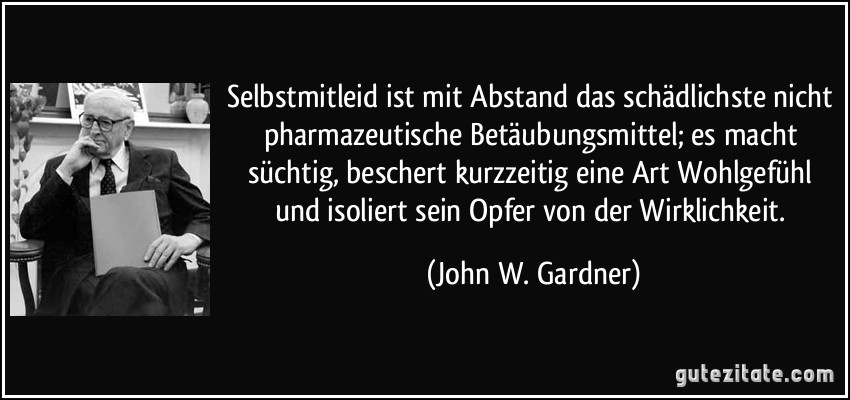 Selbstmitleid ist mit Abstand das schädlichste nicht
pharmazeutische Betäubungsmittel; es macht
süchtig, beschert kurzzeitig eine Art Wohlgefühl
und isoliert sein Opfer von der Wirklichkeit.
(John W. Gardner)
gutezitate.com